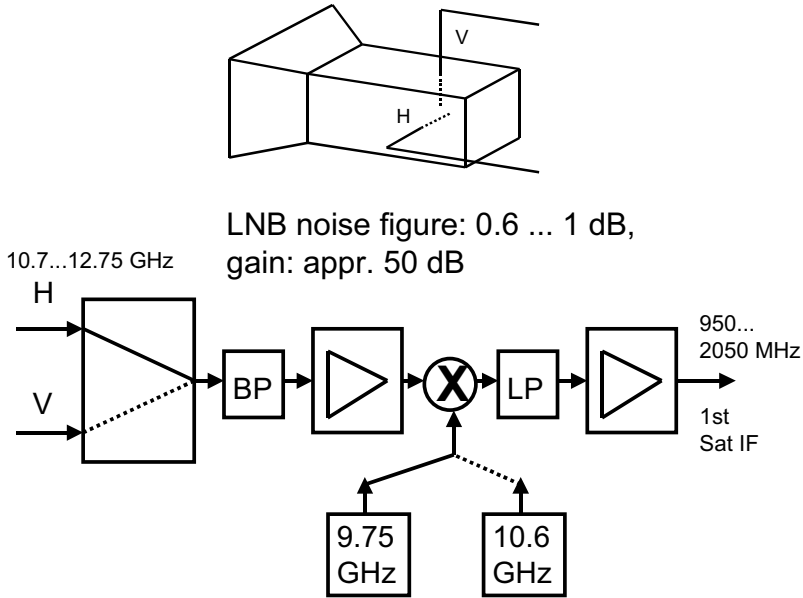 V
H
LNB noise figure: 0.6 ... 1 dB,
gain: appr. 50 dB
10.7...12.75 GHz
H
V
BP
X
LP
950...
2050 MHz
1st
Sat IF
9.75
GHz
10.6
GHz